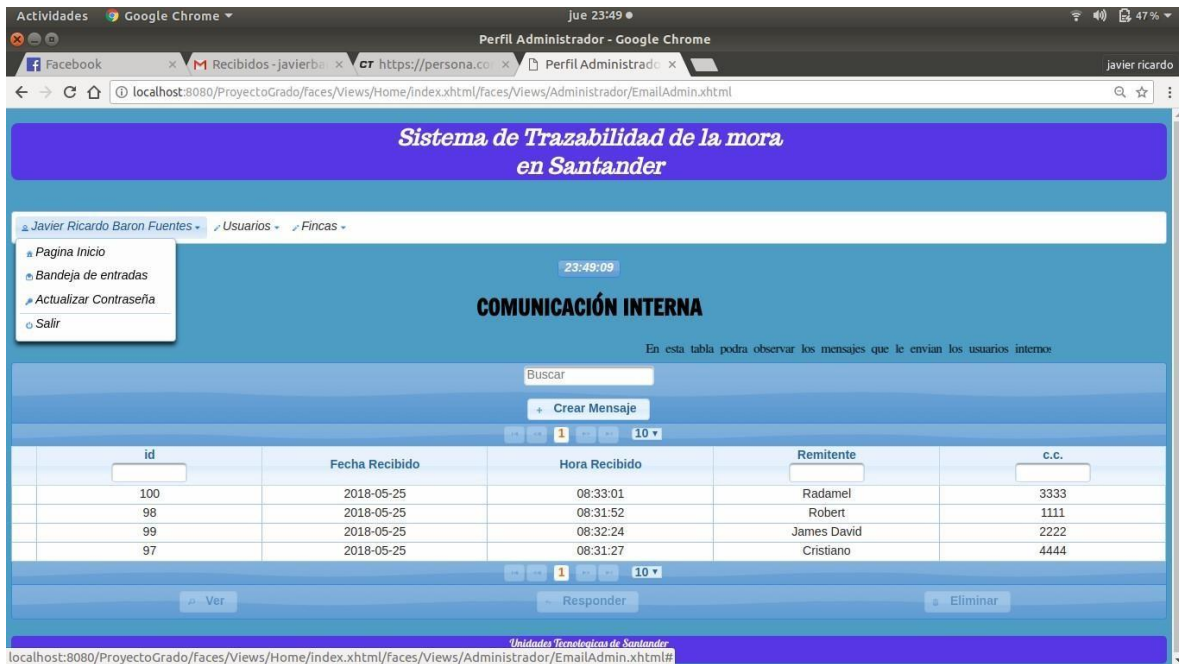 Actividades Google Chrome jue 23:49 47 %
Perfil Administrador - Google Chrome
Facebook Recibidos - javierba https://persona.co Perfil Administrado javier ricardo
localhost:8080/ProyectoGrado/faces/Views/Home/index.xhtml/faces/Views/Administrador/EmailAdmin.xhtml
Sistema de Trazabilidad de la mora
en Santander
Javier Ricardo Baron Fuentes Usuarios Fincas
Pagina Inicio
Bandeja de entradas
Actualizar Contraseña
Salir
23:49:09
COMUNICACIÓN INTERNA
En esta tabla podra observar los mensajes que le envian los usuarios internos
Buscar
+ Crear Mensaje
1 10
id Fecha Recibido Hora Recibido Remitente c.c.
100 2018-05-25 08:33:01 Radamel 3333
98 2018-05-25 08:31:52 Robert 1111
99 2018-05-25 08:32:24 James David 2222
97 2018-05-25 08:31:27 Cristiano 4444
1 10
Ver Responder Eliminar
Unidades Tecnologicas de Santander
localhost:8080/ProyectoGrado/faces/Views/Home/index.xhtml/faces/Views/Administrador/EmailAdmin.xhtml#